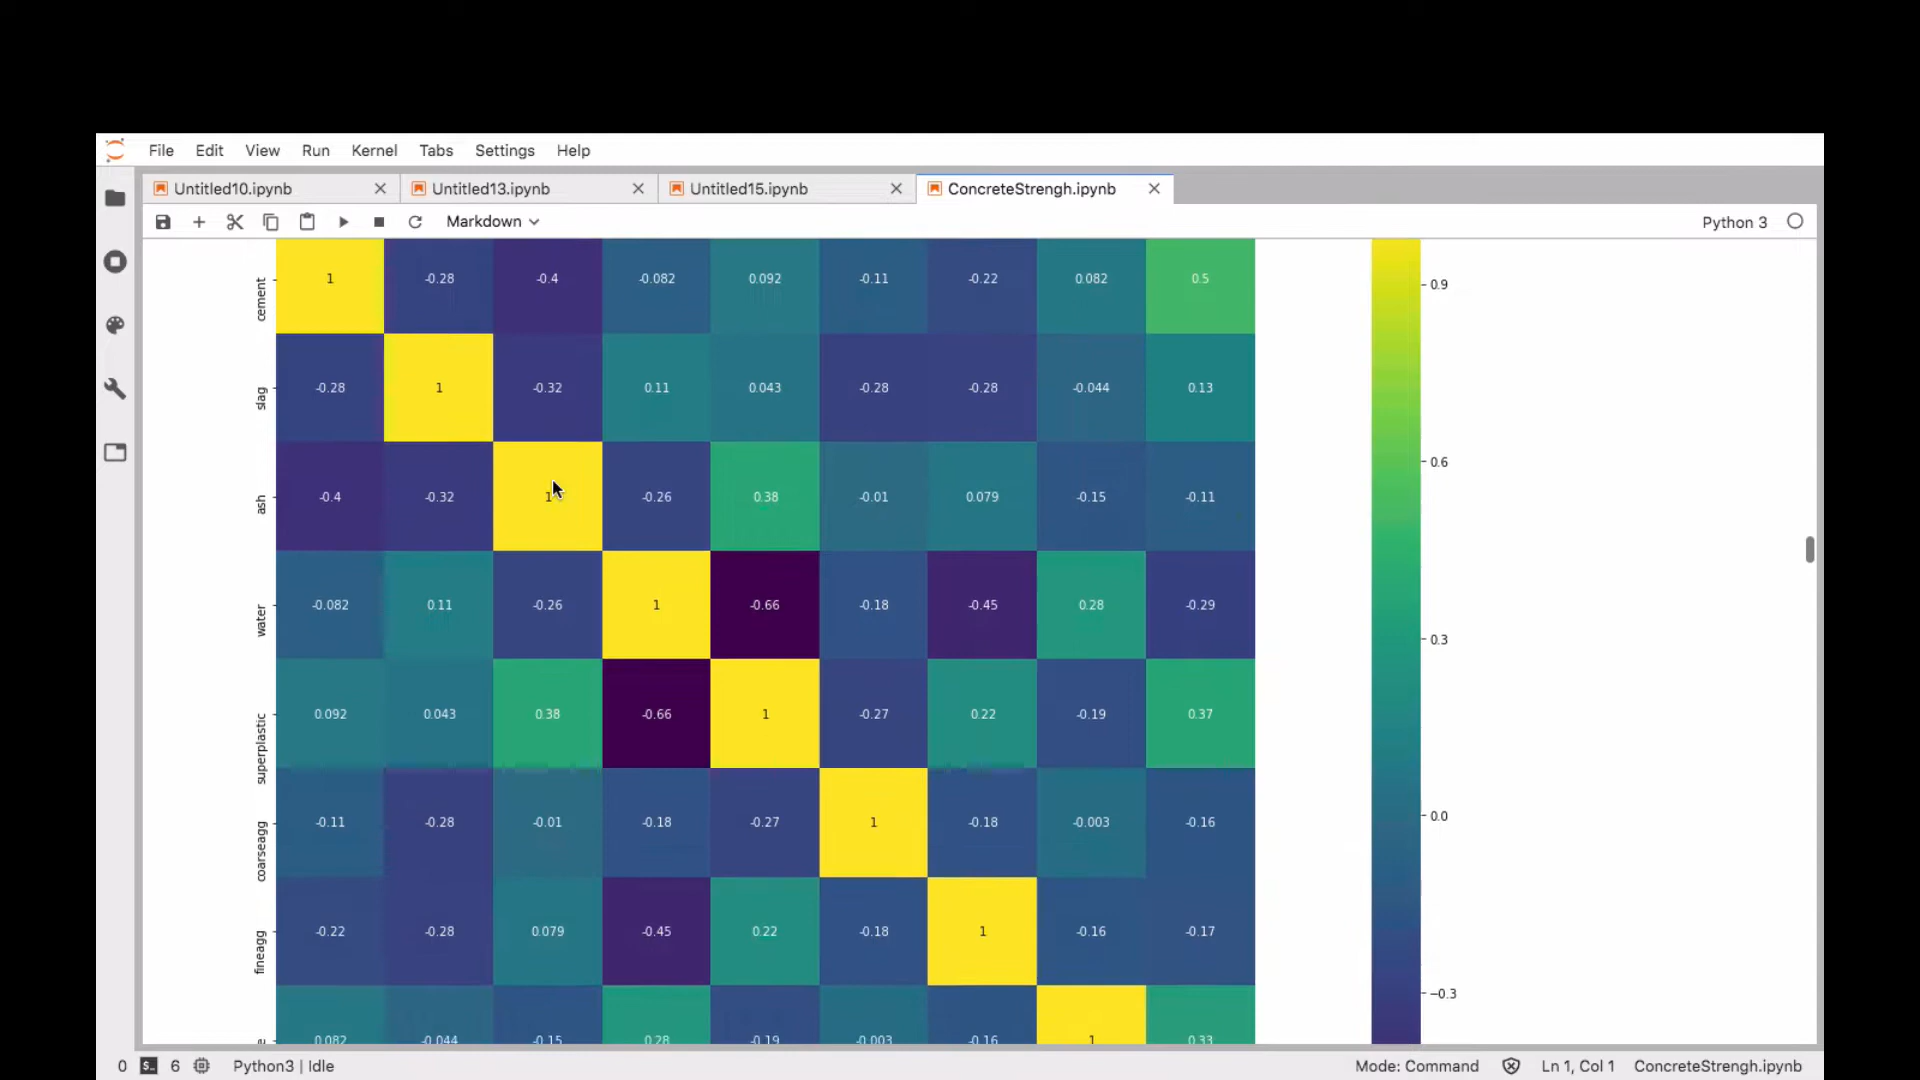 File Edit View Run Kernel Tabs Settings Help
Untitled10.ipynb Untitled13.ipynb Untitled15.ipynb ConcreteStrengh.ipynb
Markdown Python 3
cement 1 -0.28 -0.4 -0.082 0.092 -0.11 -0.22 0.082 0.5
0.9
slag -0.28 1 -0.32 0.11 0.043 -0.28 -0.28 -0.044 0.13
0.6
ash -0.4 -0.32 1 -0.26 0.38 -0.01 0.079 -0.15 -0.11
water -0.082 0.11 -0.26 1 -0.66 -0.18 -0.45 0.28 -0.29
0.3
superplastic 0.092 0.043 0.38 -0.66 1 -0.27 0.22 -0.19 0.37
0.0
coarseagg -0.11 -0.28 -0.01 -0.18 -0.27 1 -0.18 -0.003 -0.16
fineagg -0.22 -0.28 0.079 -0.45 0.22 -0.18 1 -0.16 -0.17
−0.3
0.082 -0.044 -0.15 0.28 -0.19 -0.003 -0.16 1 0.33
0 6 Python3 | Idle Mode: Command Ln 1, Col 1 ConcreteStrengh.ipynb